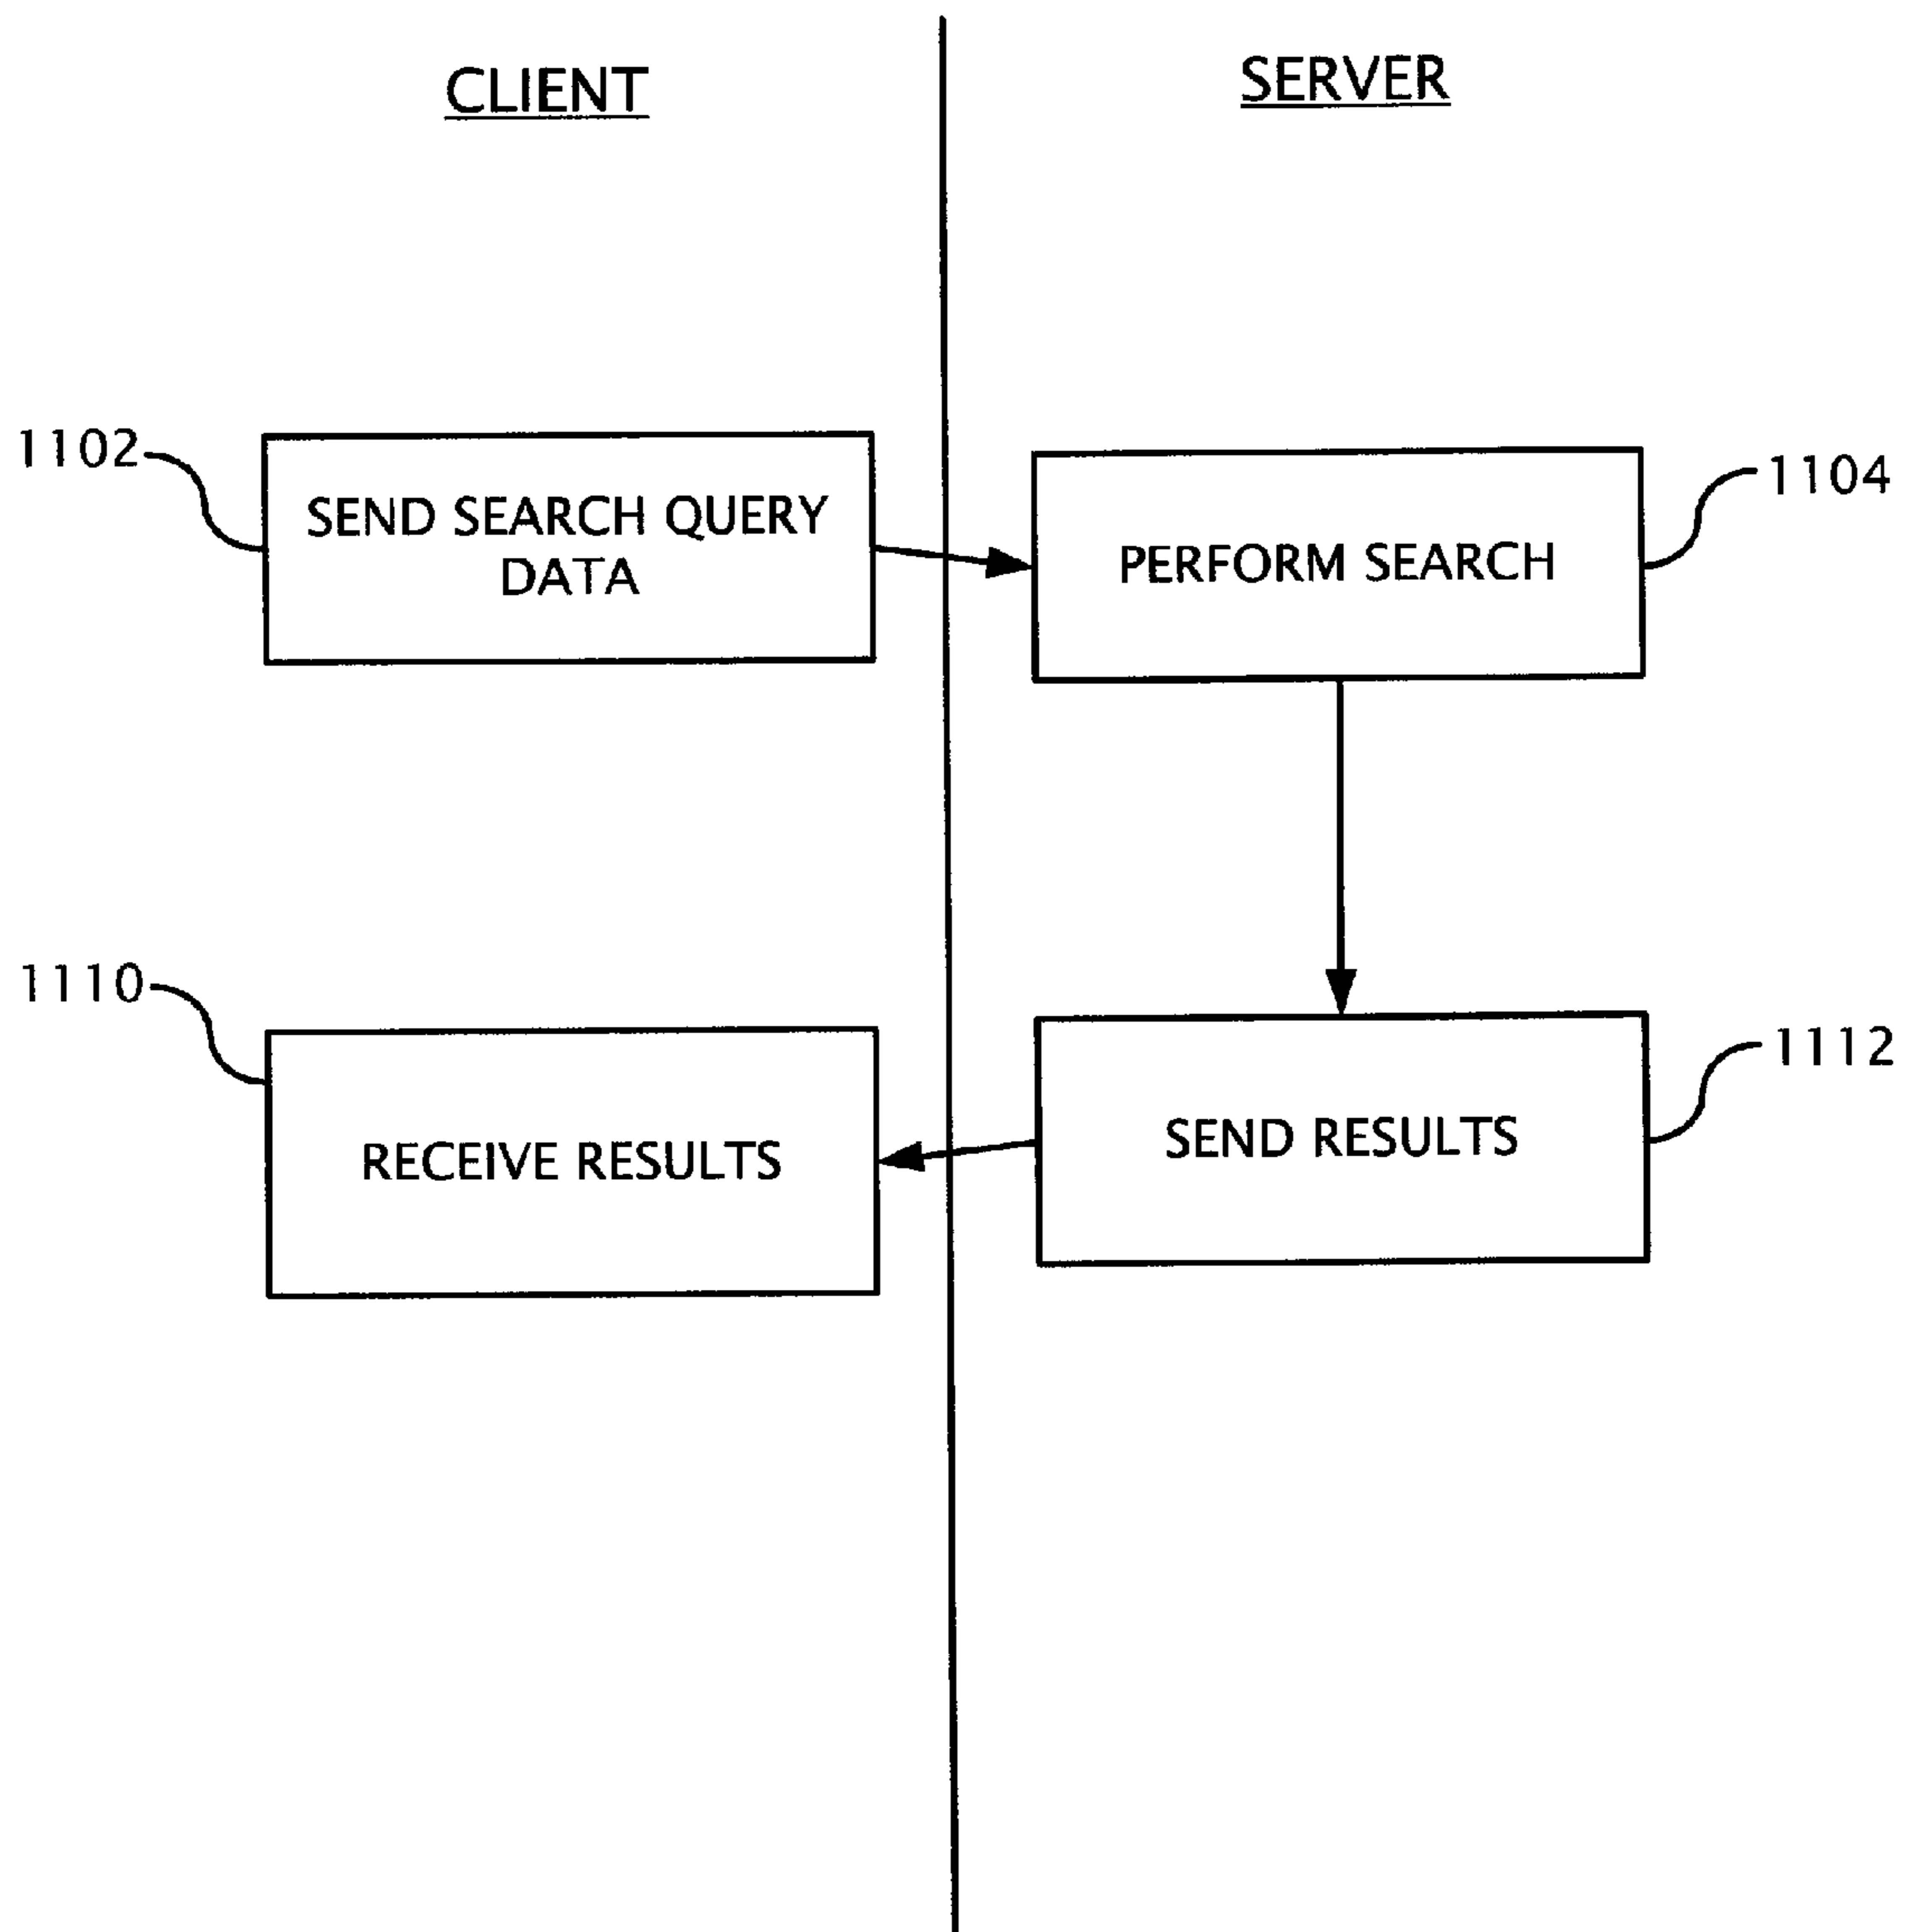 CLIENT
SERVER
1102
SEND SEARCH QUERY
DATA
PERFORM SEARCH
1104
1110
RECEIVE RESULTS
SEND RESULTS
1112